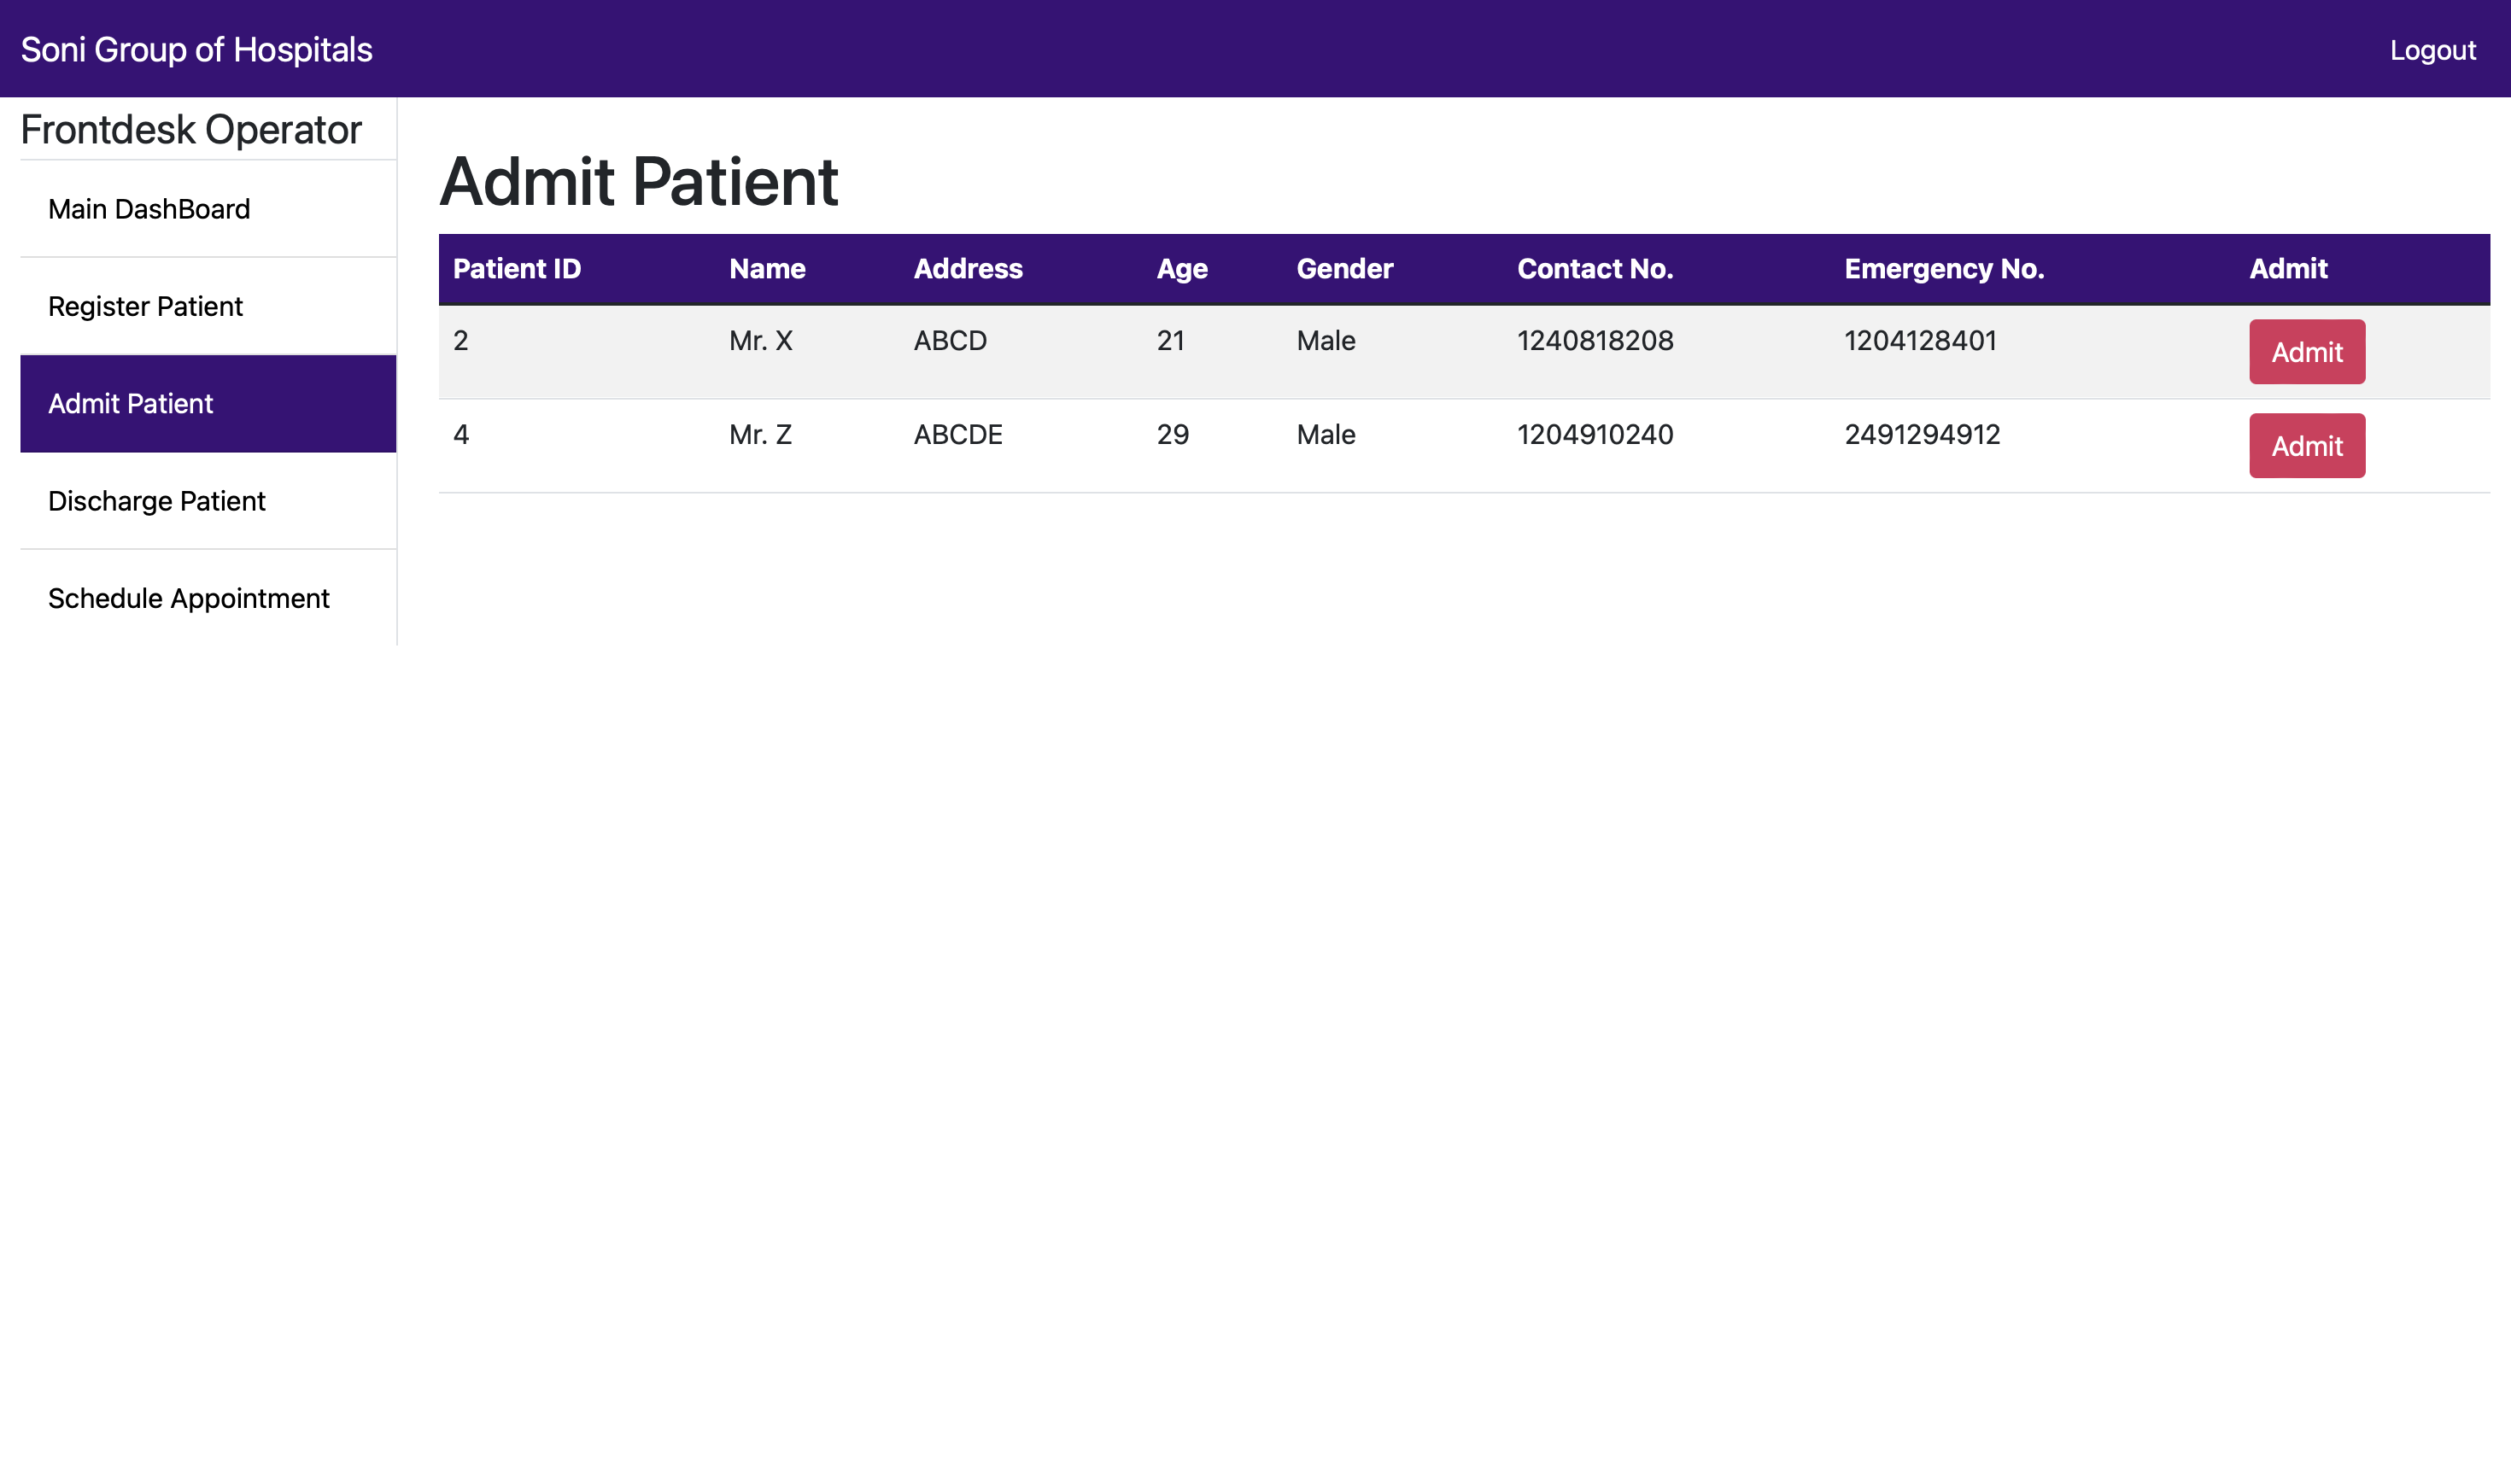 Soni Group of Hospitals Logout
Frontdesk Operator
Main DashBoard
Register Patient
Admit Patient
Discharge Patient
Schedule Appointment
Admit Patient
Patient ID Name Address Age Gender Contact No. Emergency No. Admit
2 Mr. X ABCD 21 Male 1240818208 1204128401 Admit
4 Mr. Z ABCDE 29 Male 1204910240 2491294912 Admit